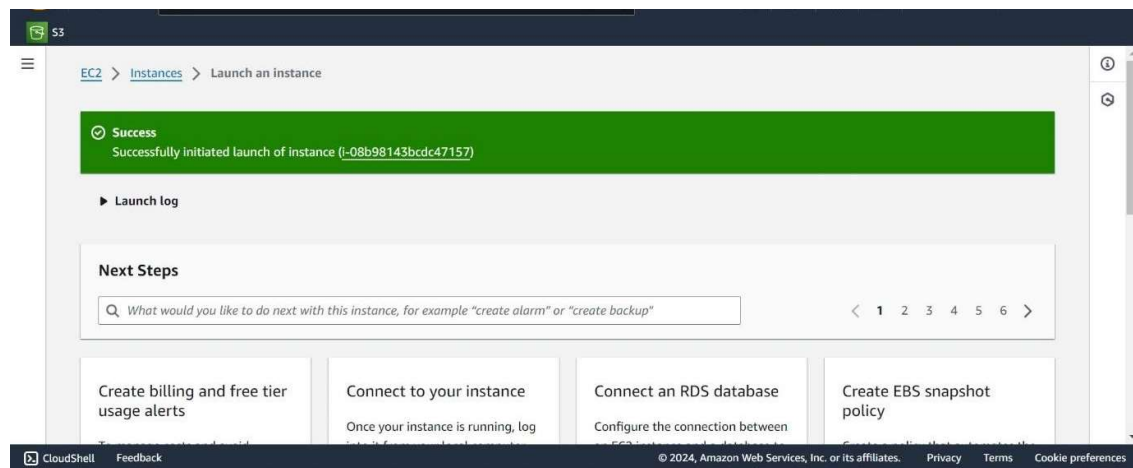 S3
EC2 > Instances > Launch an instance
Success
Successfully initiated launch of instance (i-08b98143bcdc47157)
Launch log
Next Steps
What would you like to do next with this instance, for example "create alarm" or "create backup"
1 2 3 4 5 6
Create billing and free tier
usage alerts
Connect to your instance
Once your instance is running, log
Connect an RDS database
Configure the connection between
Create EBS snapshot
policy
CloudShell Feedback © 2024, Amazon Web Services, Inc. or its affiliates. Privacy Terms Cookie preferences